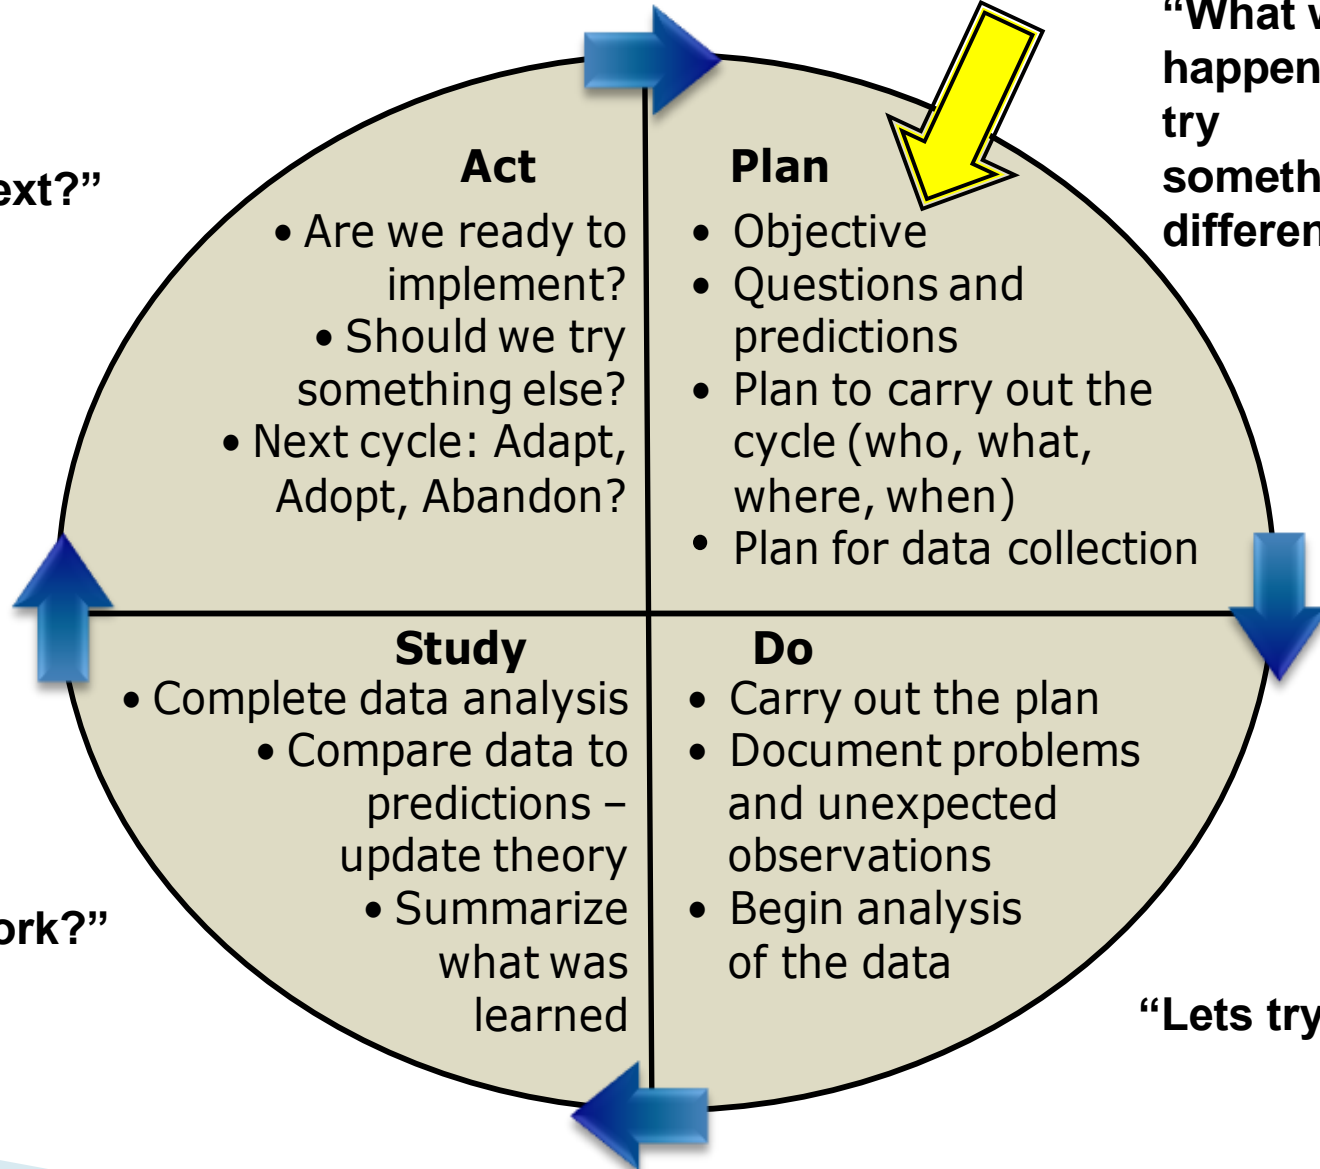 Act
• Are we ready to
implement?
• Should we try
something else?
• Next cycle: Adapt,
Adopt, Abandon?
Plan
• Objective
• Questions and
predictions
• Plan to carry out the
cycle (who, what,
where, when)
• Plan for data collection
“What
happen
try
ext?”
Study
• Complete data analysis
• Compare data to
predictions –
update theory
• Summarize
what was
learned
Do
• Carry out the plan
• Document problems
and unexpected
observations
• Begin analysis
of the data
ork?”
“Lets try